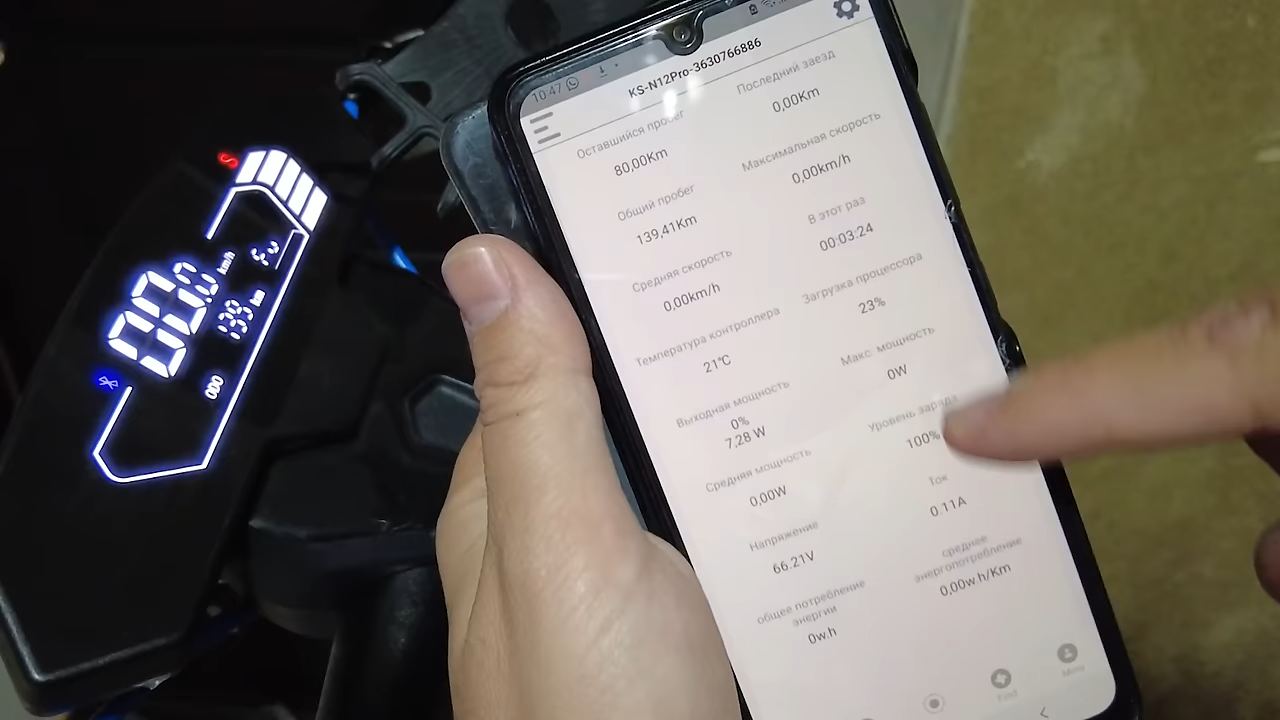 10:47
KS-N12Pro-3630766886
Оставшийся пробег
Последний заезд
80,00Km
0,00Km
Общий пробег
Максимальная скорость
139,41Km
0,00km/h
Средняя скорость
В этот раз
0,00km/h
00:03:24
Температура контроллера
Загрузка процессора
21°C
23%
Выходная мощность
Макс. мощность
0%
7,28 W
0W
Средняя мощность
Уровень заряда
0,00W
100%
Напряжение
Ток
66.21V
0.11A
общее потребление
энергии
среднее
энергопотребление
0w.h
0,00w.h/Km
Find
More
S
00.0
km/h
139
km
000